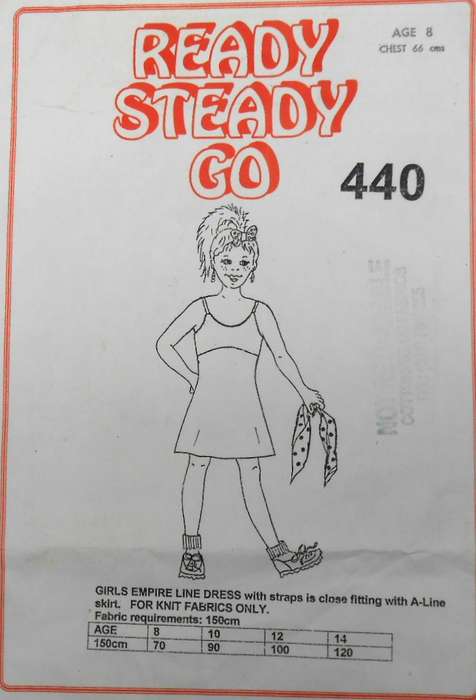 AGE 8
CHEST 66 cms
READY
STEADY
GO
440
GIRLS EMPIRE LINE DRESS with straps is close fitting with A-Line
skirt. FOR KNIT FABRICS ONLY.
Fabric requirements: 150cm
AGE 8 10 12 14
150cm 70 90 100 120